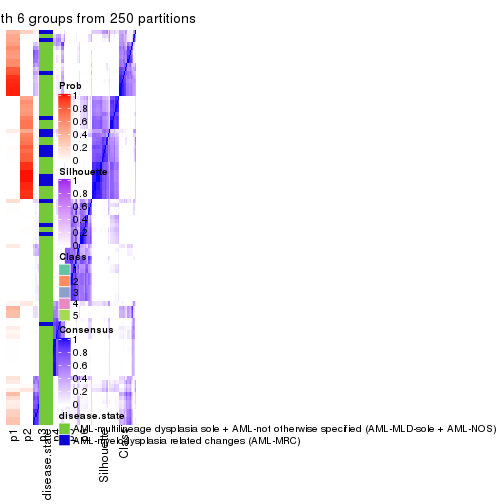 th 6 groups from 250 partitions
Prob
1
0.8
0.6
0.4
0.2
0
Silhouette
1
0.8
0.6
0.4
0.2
0
Class
2
3
4
5
Consensus
1
0.8
0.6
0.4
0.2
0
disease.state
AML-multilineage dysplasia sole + AML-not otherwise specified (AML-MLD-sole + AML-NOS)
AML-myelodysplasia related changes (AML-MRC)
p1
p2
p3
disease.state
p4
Silhouette
Class